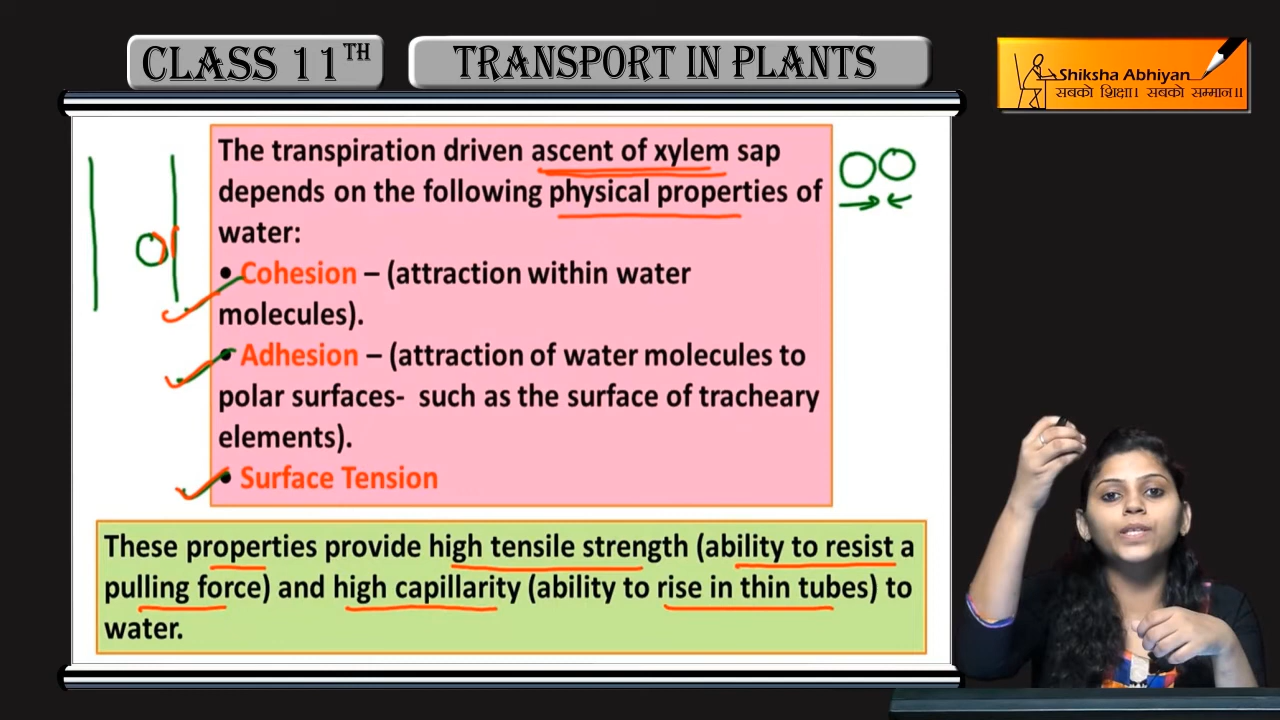 CLASS 11TH
TRANSPORT IN PLANTS
Shiksha Abhiyan
सबको शिक्षा। सबको सम्मान॥
The transpiration driven ascent of xylem sap
depends on the following physical properties of
water:
• Cohesion – (attraction within water
molecules).
• Adhesion – (attraction of water molecules to
polar surfaces- such as the surface of tracheary
elements).
• Surface Tension
These properties provide high tensile strength (ability to resist a
pulling force) and high capillarity (ability to rise in thin tubes) to
water.